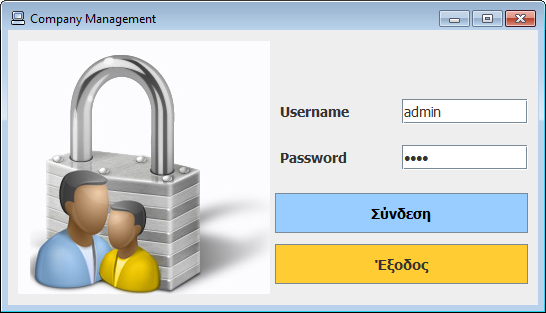 Company Management
Username
admin
Password
••••
Σύνδεση
Έξοδος